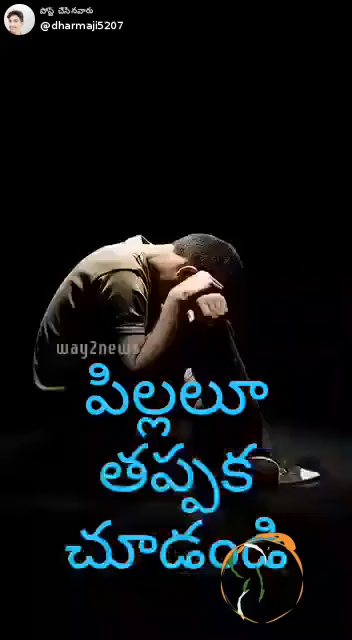 పోస్ట్ చేసినవారు
@dharmaji5207
way2news
పిల్లలూ
తప్పక
చూడండి